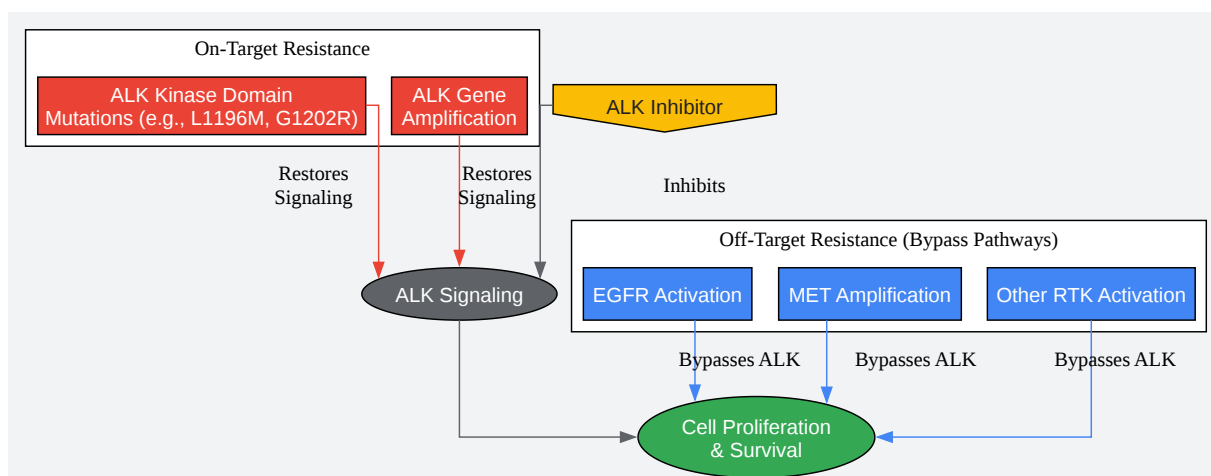 On-Target Resistance
ALK Kinase Domain
Mutations (e.g., L1196M, G1202R)
ALK Gene
Amplification
ALK Inhibitor
Restores
Signaling
Restores
Signaling
Inhibits
Off-Target Resistance (Bypass Pathways)
ALK Signaling
EGFR Activation
MET Amplification
Other RTK Activation
Bypasses ALK
Bypasses ALK
Bypasses ALK
Cell Proliferation
& Survival